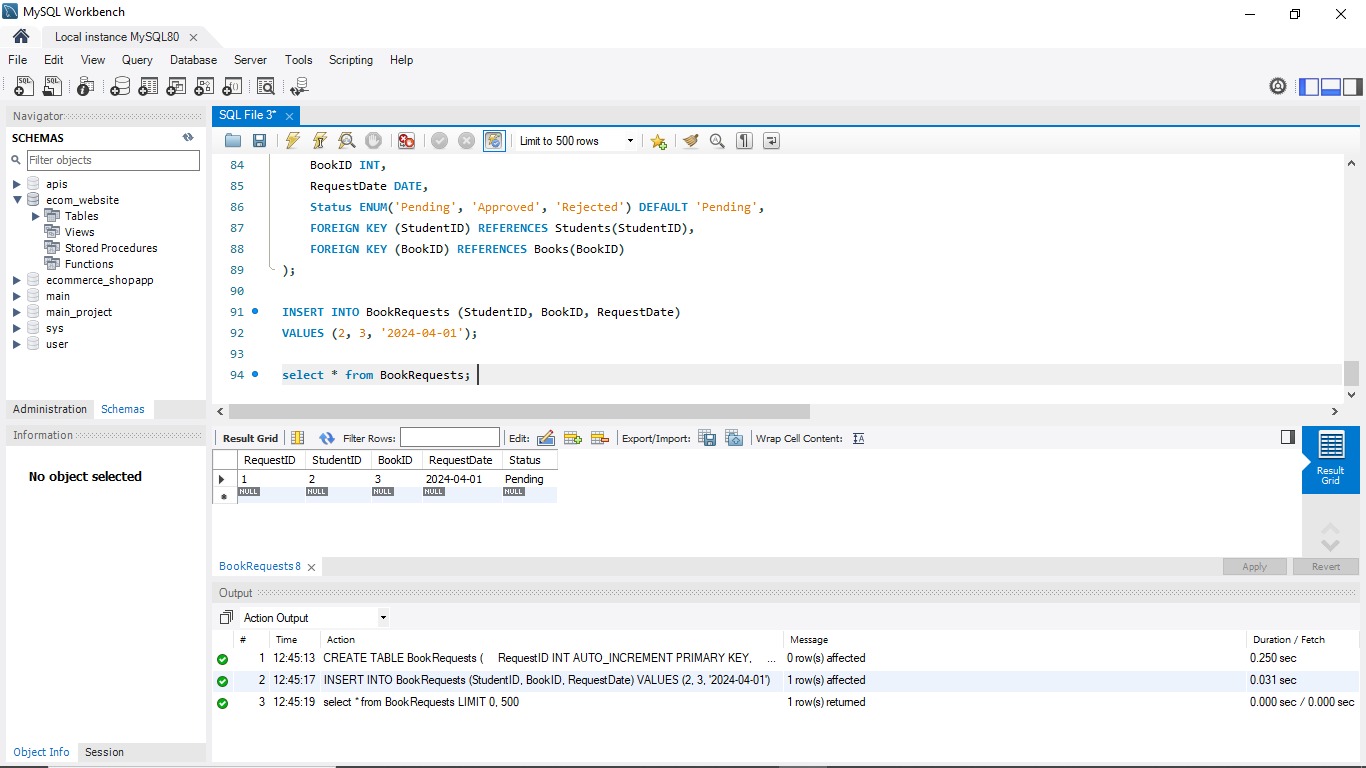 MySQL Workbench
Local instance MySQL80
File Edit View Query Database Server Tools Scripting Help
Navigator
SCHEMAS
Filter objects
apis
ecom_website
Tables
Views
Stored Procedures
Functions
ecommerce_shopapp
main
main_project
sys
user
Administration Schemas
Information
No object selected
Object Info Session
SQL File 3*
Limit to 500 rows
84 BookID INT,
85 RequestDate DATE,
86 Status ENUM('Pending', 'Approved', 'Rejected') DEFAULT 'Pending',
87 FOREIGN KEY (StudentID) REFERENCES Students(StudentID),
88 FOREIGN KEY (BookID) REFERENCES Books(BookID)
89 );
90
91 INSERT INTO BookRequests (StudentID, BookID, RequestDate)
92 VALUES (2, 3, '2024-04-01');
93
94 select * from BookRequests;
Result Grid Filter Rows: Edit: Export/Import: Wrap Cell Content:
RequestID StudentID BookID RequestDate Status
1 2 3 2024-04-01 Pending
NULL NULL NULL NULL NULL
Result Grid
BookRequests 8
Apply Revert
Output
Action Output
# Time Action Message Duration / Fetch
1 12:45:13 CREATE TABLE BookRequests ( RequestID INT AUTO_INCREMENT PRIMARY KEY, ... 0 row(s) affected 0.250 sec
2 12:45:17 INSERT INTO BookRequests (StudentID, BookID, RequestDate) VALUES (2, 3, '2024-04-01') 1 row(s) affected 0.031 sec
3 12:45:19 select * from BookRequests LIMIT 0, 500 1 row(s) returned 0.000 sec / 0.000 sec